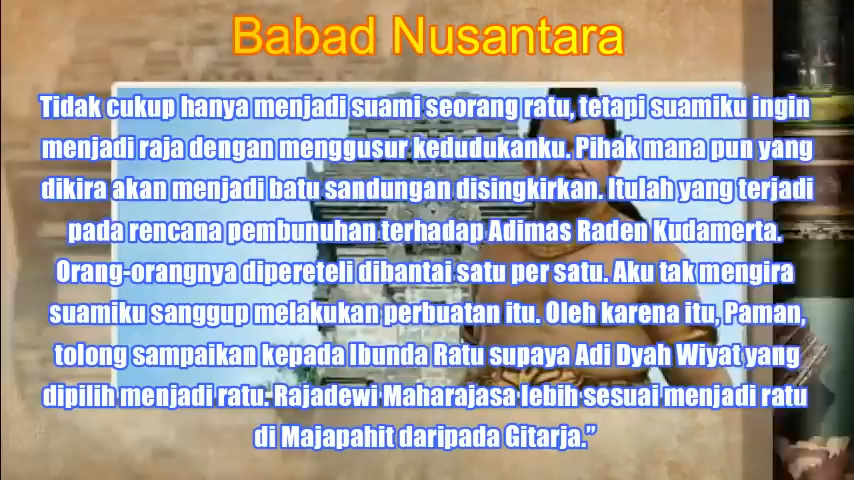 Babad Nusantara
Tidak cukup hanya menjadi suami seorang ratu, tetapi suamiku ingin
menjadi raja dengan menggusur kedudukanku. Pihak mana pun yang
dikira akan menjadi batu sandungan disingkirkan. Itulah yang terjadi
pada rencana pembunuhan terhadap Adimas Raden Kudamerta.
Orang-orangnya dipereteli dibantai satu per satu. Aku tak mengira
suamiku sanggup melakukan perbuatan itu. Oleh karena itu, Paman,
tolong sampaikan kepada Ibunda Ratu supaya Adi Dyah Wiyat yang
dipilih menjadi ratu. Rajadewi Maharajasa lebih sesuai menjadi ratu
di Majapahit daripada Gitarja.”